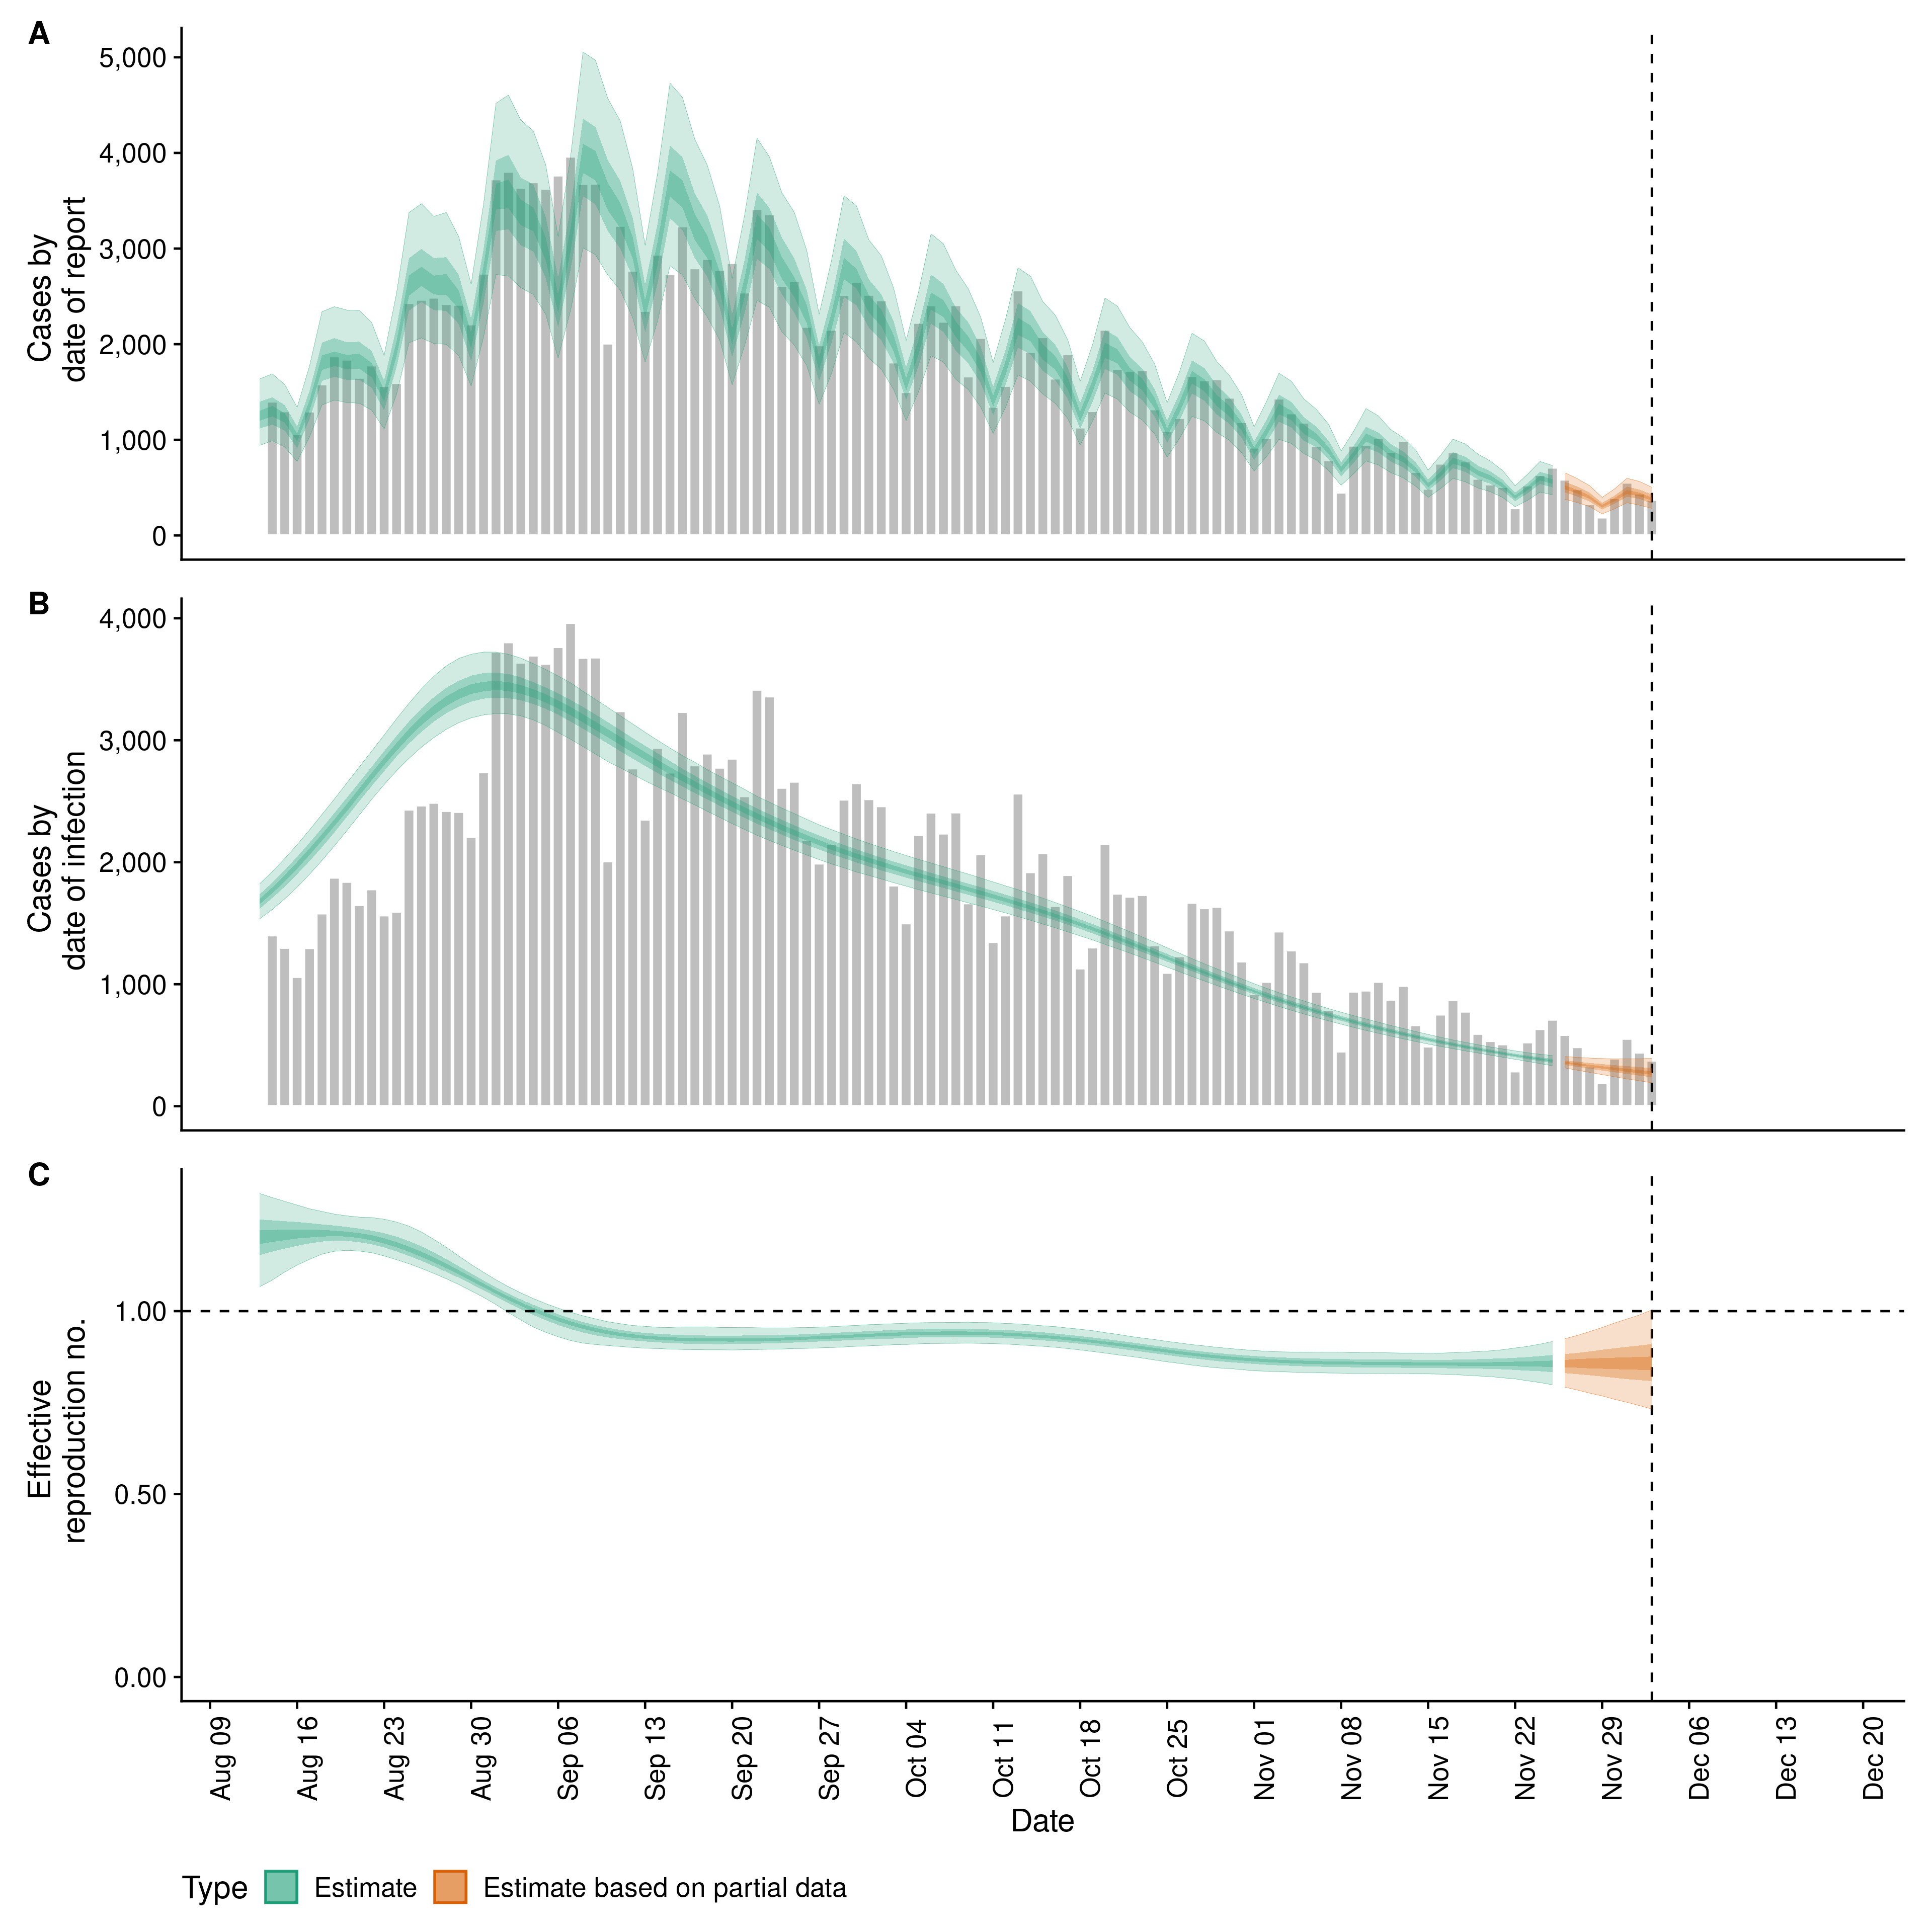 A
Cases by
date of report
5,000
4,000
3,000
2,000
1,000
0
B
Cases by
date of infection
4,000
3,000
2,000
1,000
0
C
Effective
reproduction no.
1.00
0.50
0.00
Aug 09
Aug 16
Aug 23
Aug 30
Sep 06
Sep 13
Sep 20
Sep 27
Oct 04
Oct 11
Oct 18
Oct 25
Nov 01
Nov 08
Nov 15
Nov 22
Nov 29
Dec 06
Dec 13
Dec 20
Date
Type Estimate Estimate based on partial data